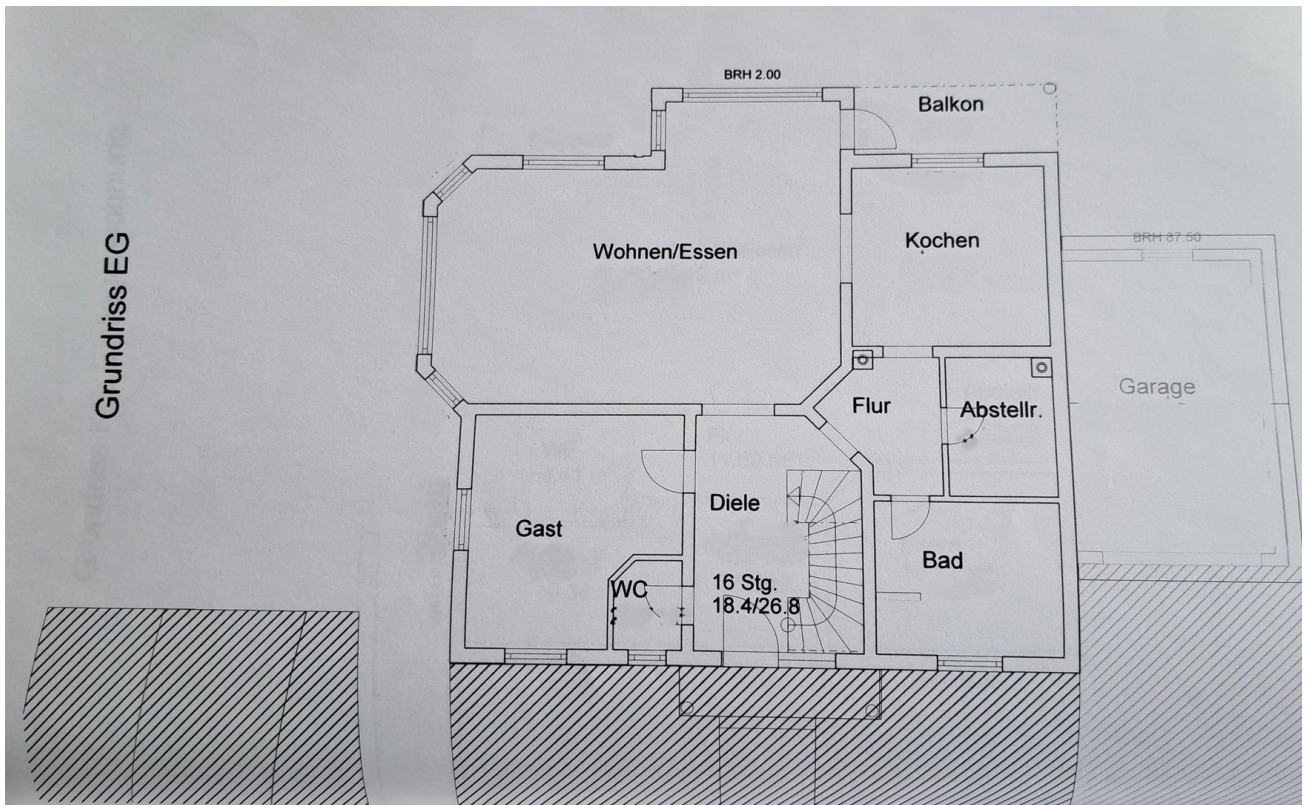 BRH 2.00
Balkon
Grundriss EG
Wohnen/Essen
Kochen
BRH 87.50
Garage
Flur
Abstellr.
Gast
Diele
Bad
WC
16 Stg.
18.4/26.8